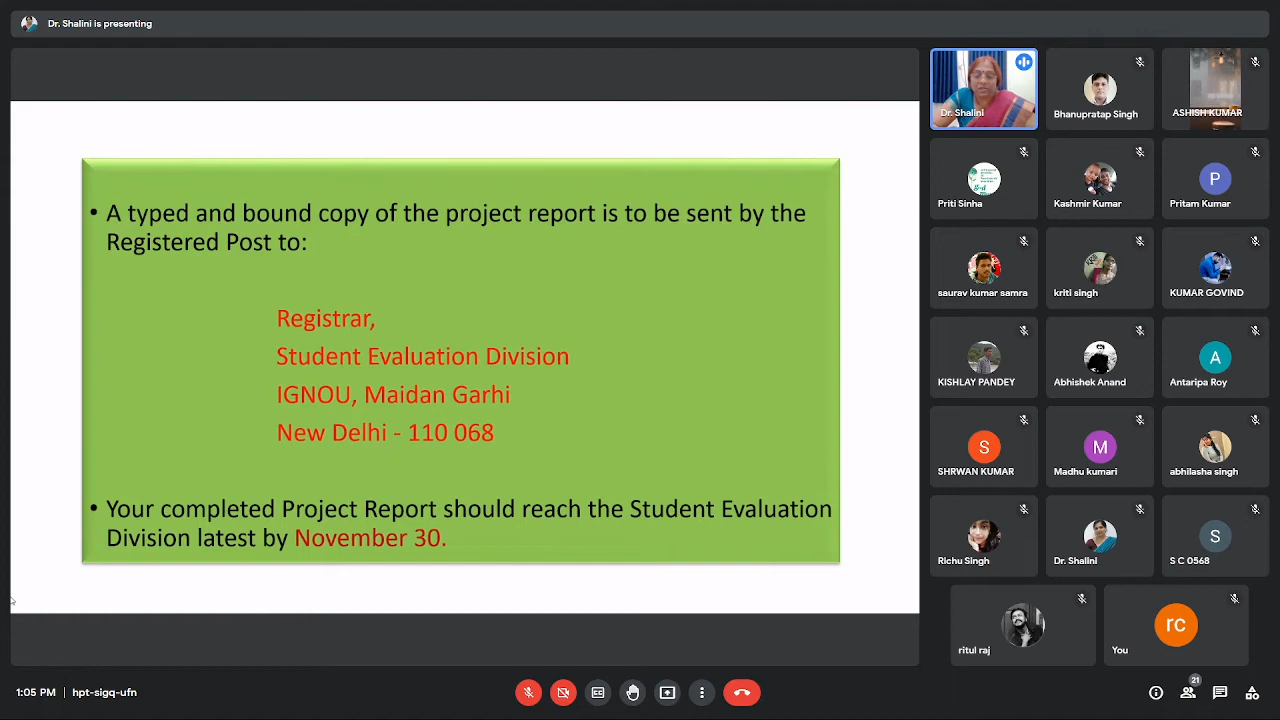 Dr. Shalini is presenting
• A typed and bound copy of the project report is to be sent by the
Registered Post to:
Registrar,
Student Evaluation Division
IGNOU, Maidan Garhi
New Delhi - 110 068
• Your completed Project Report should reach the Student Evaluation
Division latest by November 30.
Dr. Shalini
Bhanupratap Singh
ASHISH KUMAR
Priti Sinha
Kashmir Kumar
P
Pritam Kumar
saurav kumar samra
kriti singh
KUMAR GOVIND
KISHLAY PANDEY
Abhishek Anand
A
Antaripa Roy
S
SHRWAN KUMAR
M
Madhu kumari
abhilasha singh
Richu Singh
Dr. Shalini
S
S C 0568
ritul raj
rc
You
1:05 PM | hpt-sigq-ufn
21